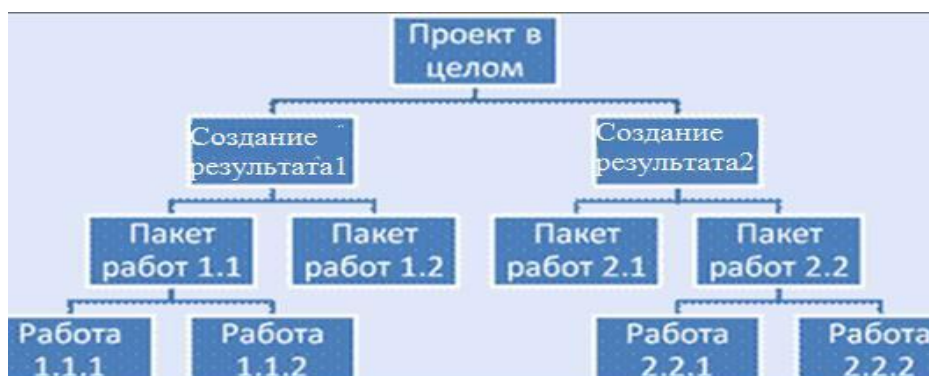 Проект в
целом
Создание
результата1
Создание
результата2
Пакет
работ 1.1
Пакет
работ 1.2
Пакет
работ 2.1
Пакет
работ 2.2
Работа
1.1.1
Работа
1.1.2
Работа
2.2.1
Работа
2.2.2